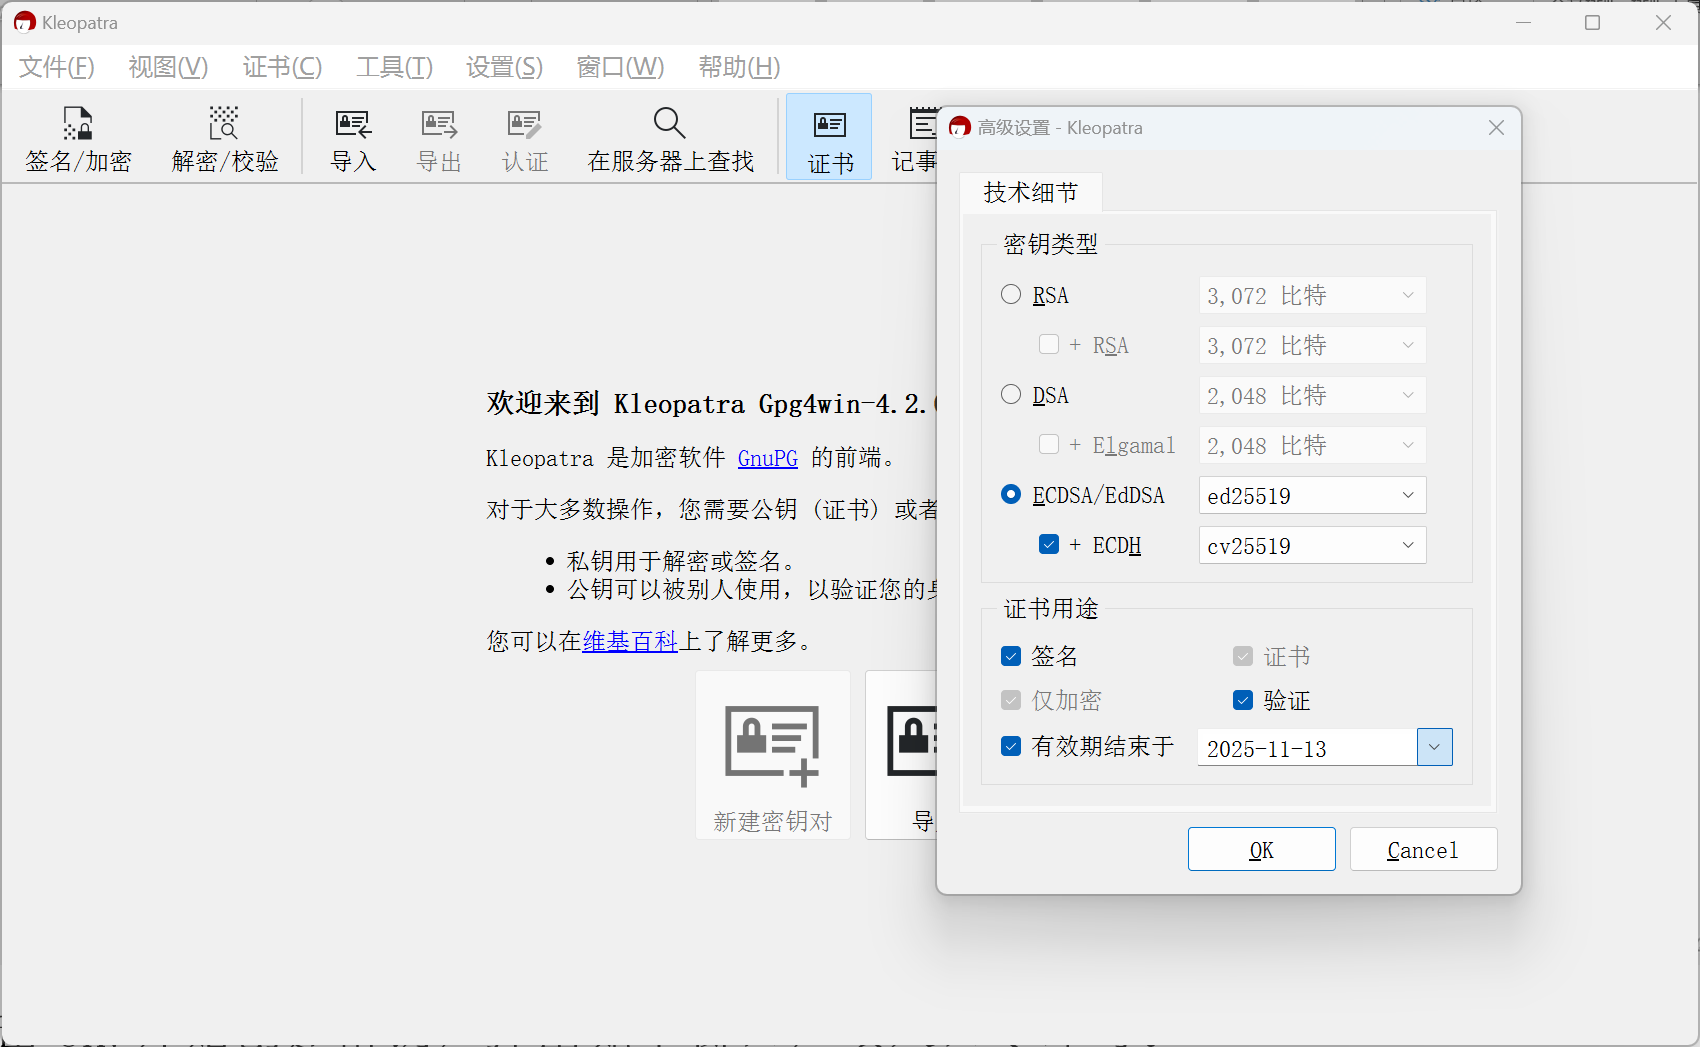 Kleopatra
文件(F) 视图(V) 证书(C) 工具(T) 设置(S) 窗口(W) 帮助(H)
签名/加密 解密/校验 导入 导出 认证 在服务器上查找 证书 记事
欢迎来到 Kleopatra Gpg4win-4.2.
Kleopatra 是加密软件 GnuPG 的前端。
对于大多数操作，您需要公钥（证书）或者
• 私钥用于解密或签名。
• 公钥可以被别人使用，以验证您的
您可以在维基百科上了解更多。
新建密钥对
导
高级设置 - Kleopatra
技术细节
密钥类型
RSA 3,072 比特
+ RSA 3,072 比特
DSA 2,048 比特
+ Elgamal 2,048 比特
ECDSA/EdDSA ed25519
+ ECDH cv25519
证书用途
签名 证书
仅加密 验证
有效期结束于 2025-11-13
OK Cancel